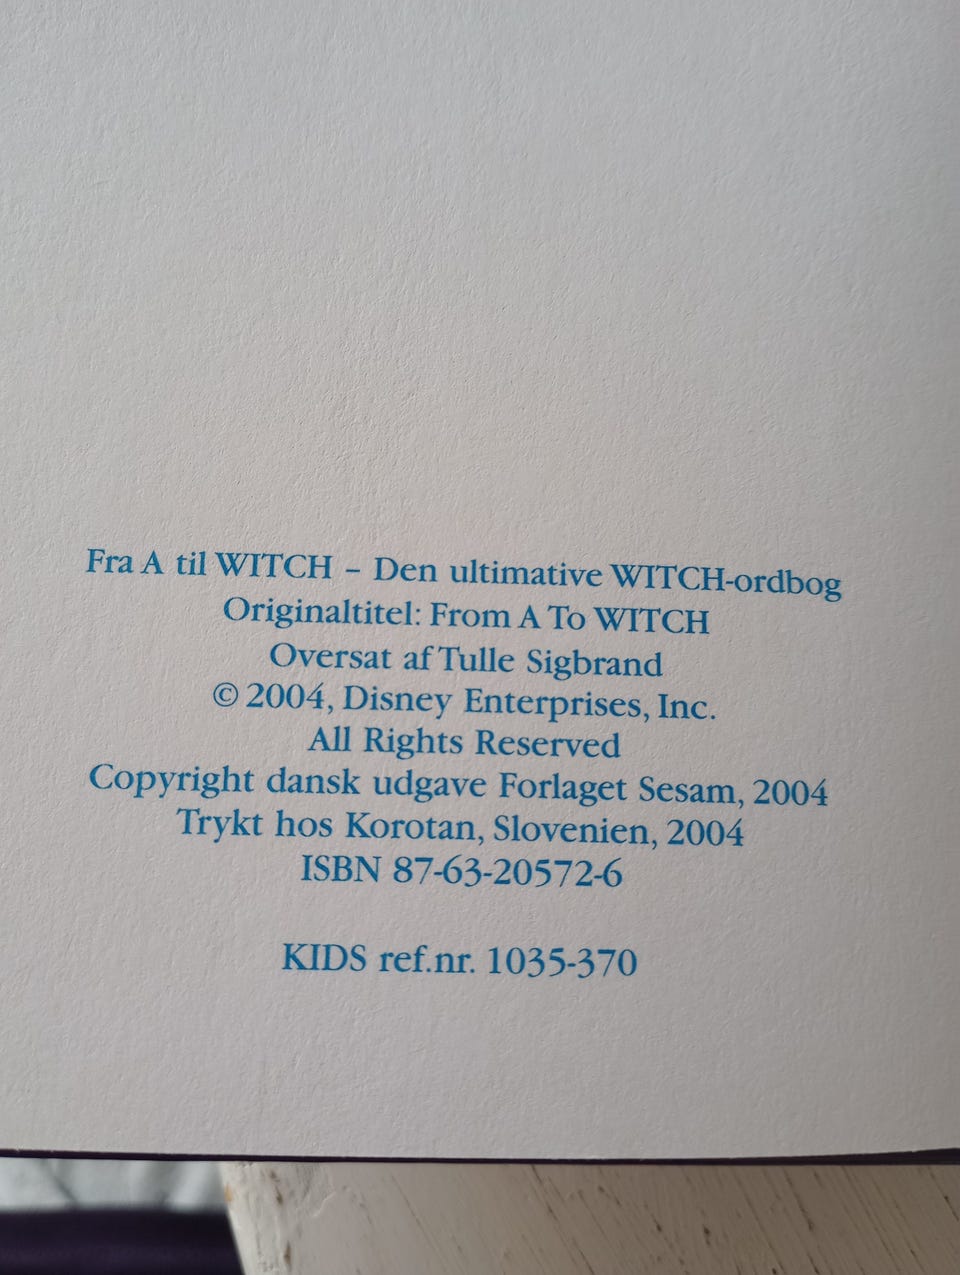 Fra A til WITCH – Den ultimative WITCH-ordbog
Originaltitel: From A To WITCH
Oversat af Tulle Sigbrand
© 2004, Disney Enterprises, Inc.
All Rights Reserved
Copyright dansk udgave Forlaget Sesam, 2004
Trykt hos Korotan, Slovenien, 2004
ISBN 87-63-20572-6
KIDS ref.nr. 1035-370